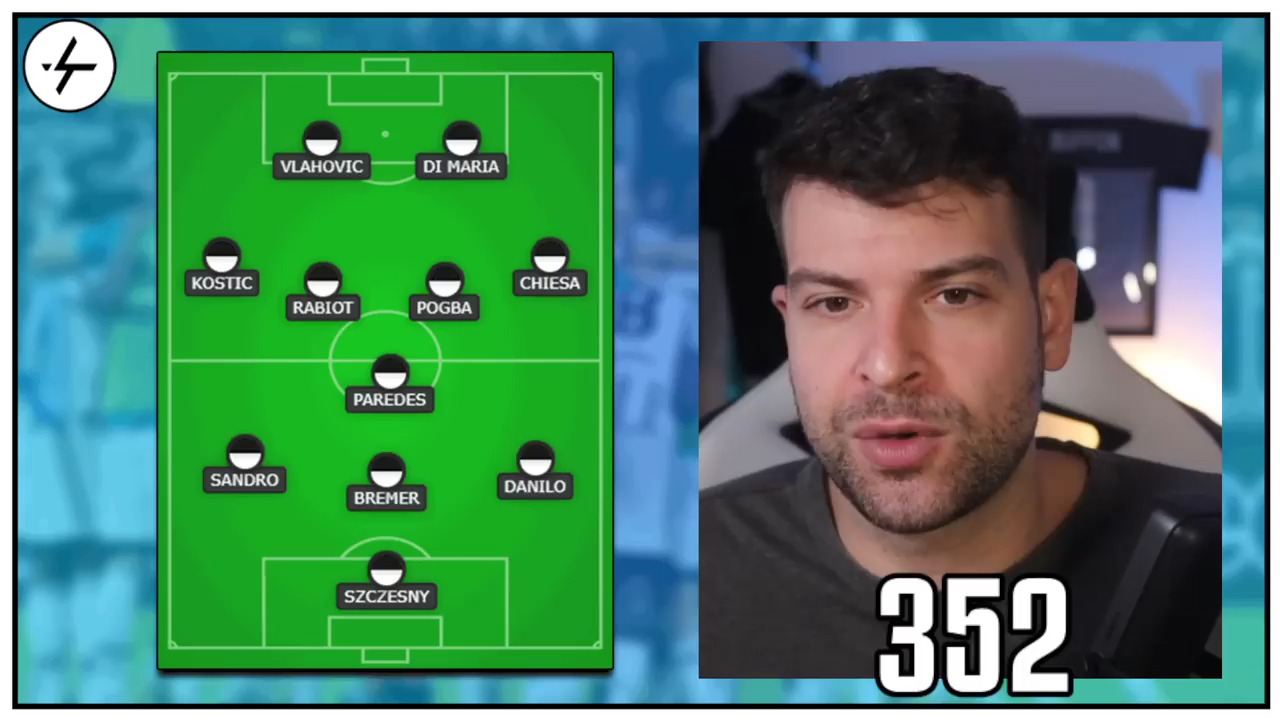 VLAHOVIC
DI MARIA
KOSTIC
RABIOT
POGBA
CHIESA
PAREDES
SANDRO
BREMER
DANILO
SZCZESNY
352